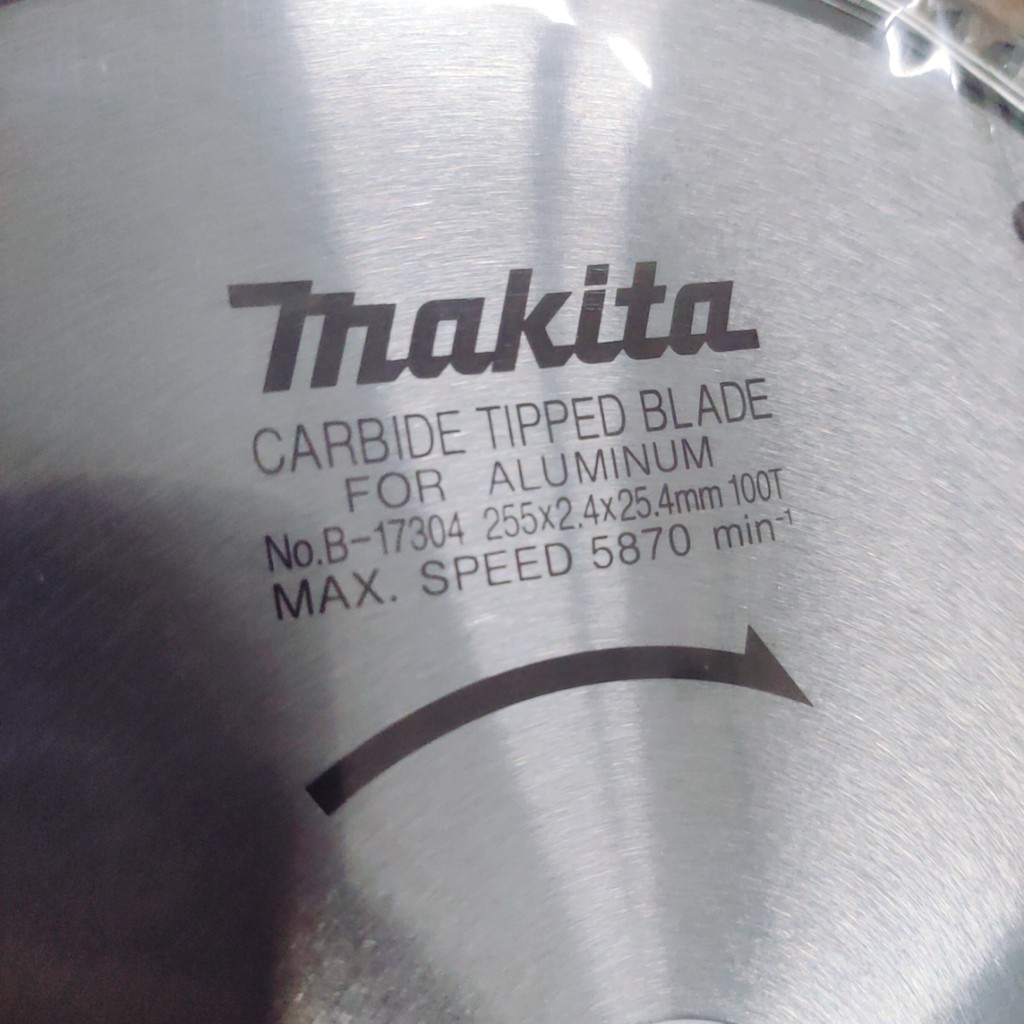 makita
CARBIDE TIPPED BLADE
FOR ALUMINUM
No.B-17304 255x2.4x25.4mm 100T
MAX. SPEED 5870 min⁻¹